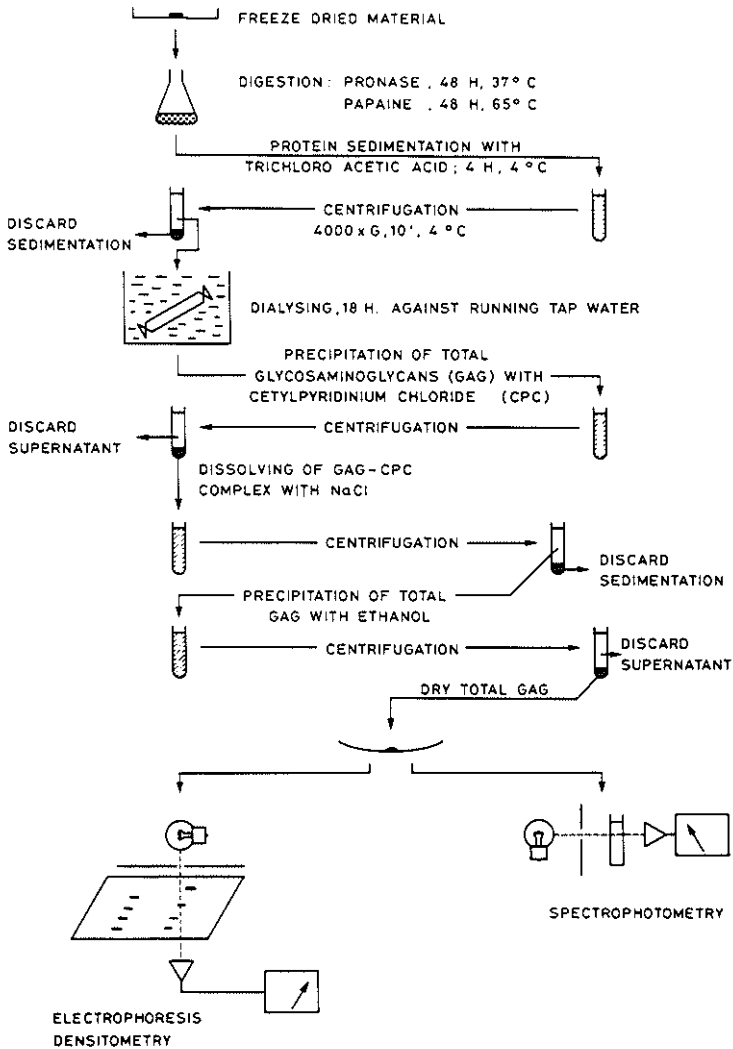 FREEZE DRIED MATERIAL
DIGESTION: PRONASE, 48 H, 37° C
PAPAINE, 48 H, 65° C
PROTEIN SEDIMENTATION WITH
TRICHLORO ACETIC ACID; 4 H, 4 °C
CENTRIFUGATION
4000 x G, 10', 4 °C
DISCARD
SEDIMENTATION
DIALYSING, 18 H. AGAINST RUNNING TAP WATER
PRECIPITATION OF TOTAL
GLYCOSAMINOGLYCANS (GAG) WITH
CETYLPYRIDINIUM CHLORIDE (CPC)
CENTRIFUGATION
DISCARD
SUPERNATANT
DISSOLVING OF GAG-CPC
COMPLEX WITH NaCl
CENTRIFUGATION
DISCARD
SEDIMENTATION
PRECIPITATION OF TOTAL
GAG WITH ETHANOL
CENTRIFUGATION
DISCARD
SUPERNATANT
DRY TOTAL GAG
SPECTROPHOTOMETRY
ELECTROPHORESIS
DENSITOMETRY